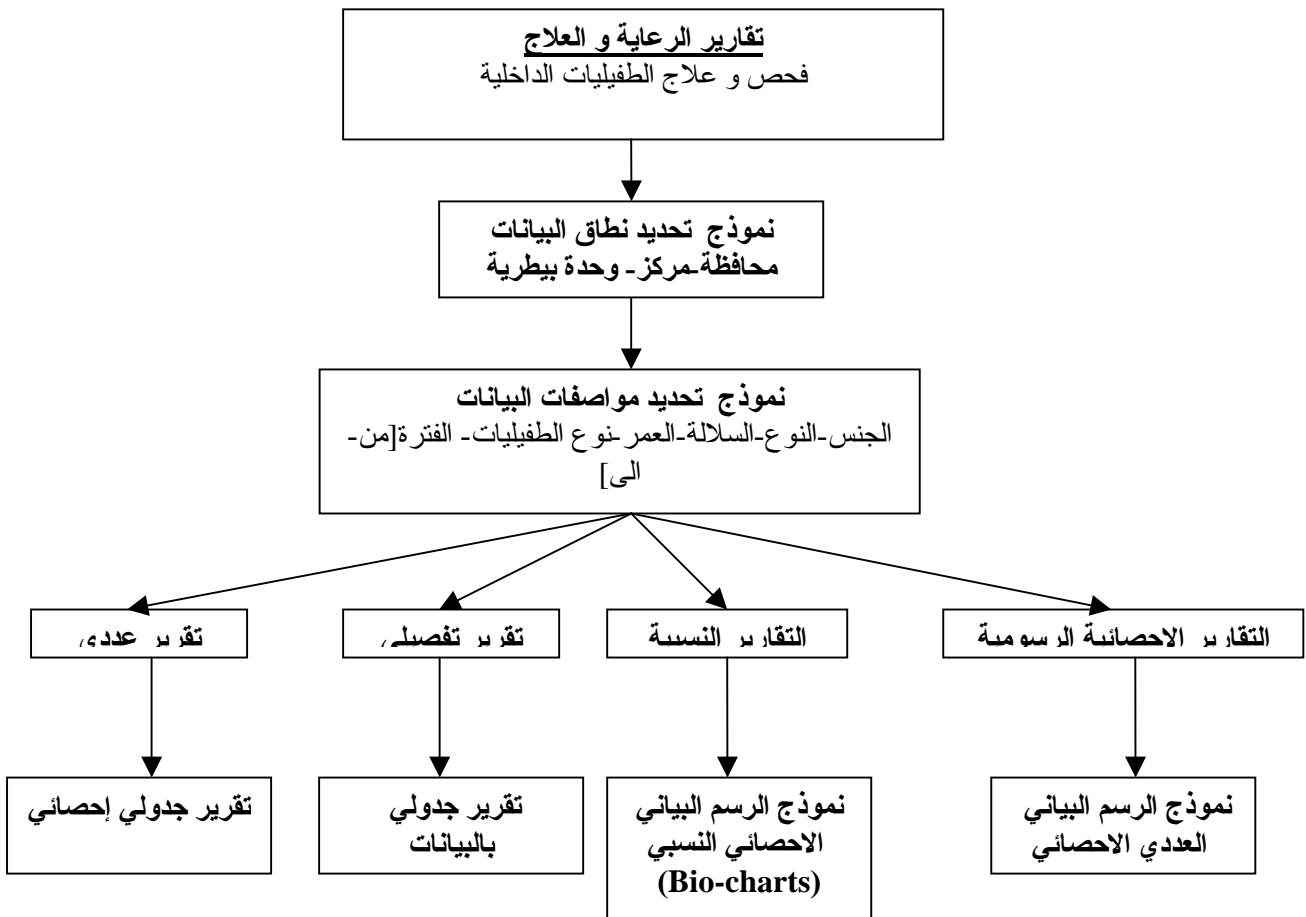 تقارير الرعاية و العلاج
فحص و علاج الطفيليات الداخلية
نموذج تحديد نطاق البيانات
محافظة-مركز- وحدة بيطرية
نموذج تحديد مواصفات البيانات
الجنس-النوع-السلالة-العمر-نوع الطفيليات- الفترة[من-
الى]
التقارير الاحصائية الرسومية
التقارير النسبية
تقرير تفصيلي
تقرير عددي
نموذج الرسم البياني
العددي الاحصائي
نموذج الرسم البياني
الاحصائي النسبي
(Bio-charts)
تقرير جدولي
بالبيانات
تقرير جدولي إحصائي